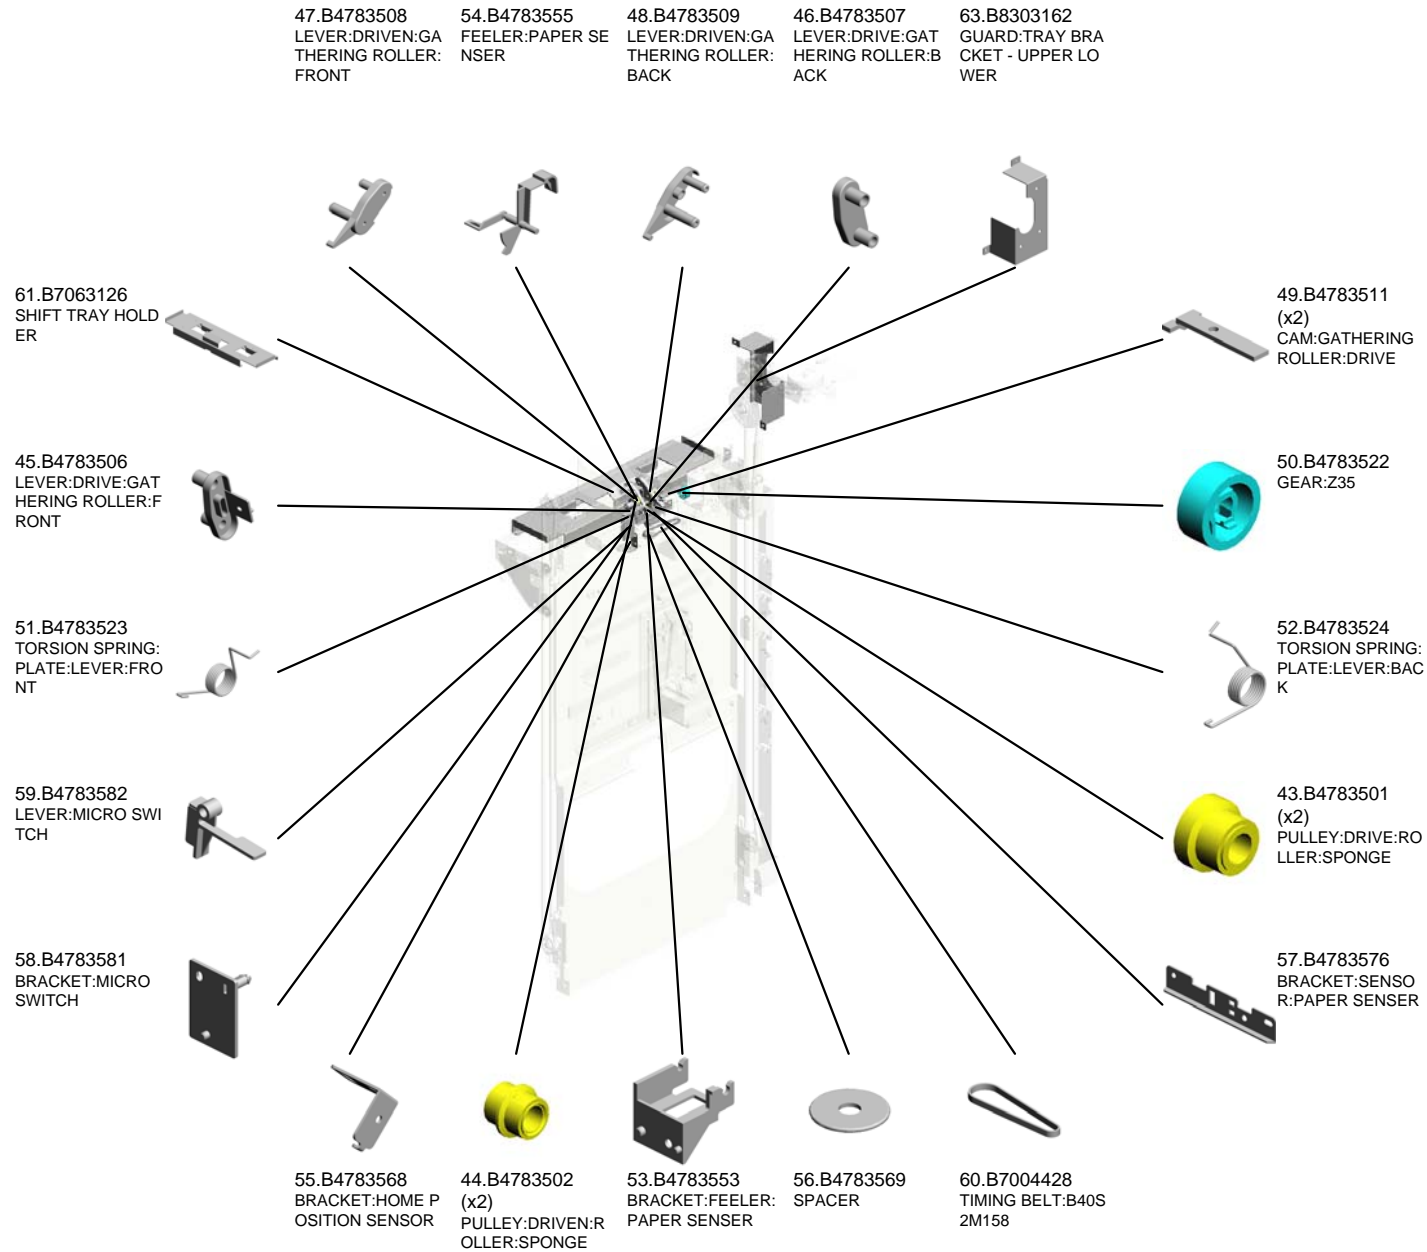 47.B4783508
LEVER:DRIVEN:GA
THERING ROLLER:
FRONT
54.B4783555
FEELER:PAPER SE
NSER
48.B4783509
LEVER:DRIVEN:GA
THERING ROLLER:
BACK
46.B4783507
LEVER:DRIVE:GAT
HERING ROLLER:B
ACK
63.B8303162
GUARD:TRAY BRA
CKET - UPPER LO
WER
61.B7063126
SHIFT TRAY HOLD
ER
49.B4783511
(x2)
CAM:GATHERING
ROLLER:DRIVE
45.B4783506
LEVER:DRIVE:GAT
HERING ROLLER:F
RONT
50.B4783522
GEAR:Z35
51.B4783523
TORSION SPRING:
PLATE:LEVER:FRO
NT
52.B4783524
TORSION SPRING:
PLATE:LEVER:BAC
K
59.B4783582
LEVER:MICRO SWI
TCH
43.B4783501
(x2)
PULLEY:DRIVE:RO
LLER:SPONGE
58.B4783581
BRACKET:MICRO
SWITCH
57.B4783576
BRACKET:SENSO
R:PAPER SENSER
55.B4783568
BRACKET:HOME P
OSITION SENSOR
44.B4783502
(x2)
PULLEY:DRIVEN:R
OLLER:SPONGE
53.B4783553
BRACKET:FEELER:
PAPER SENSER
56.B4783569
SPACER
60.B7004428
TIMING BELT:B40S
2M158